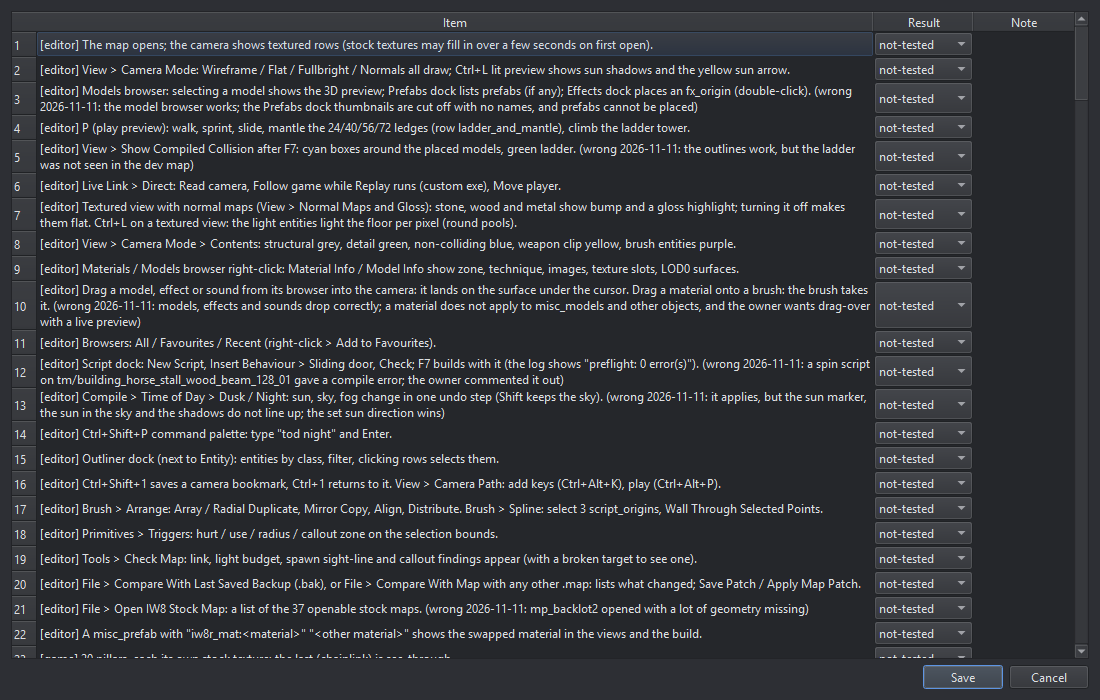 Item Result Note
1 [editor] The map opens; the camera shows textured rows (stock textures may fill in over a few seconds on first open). not-tested
2 [editor] View > Camera Mode: Wireframe / Flat / Fullbright / Normals all draw; Ctrl+L lit preview shows sun shadows and the yellow sun arrow. not-tested
3 [editor] Models browser: selecting a model shows the 3D preview; Prefabs dock lists prefabs (if any); Effects dock places an fx_origin (double-click). (wrong
2026-11-11: the model browser works; the Prefabs dock thumbnails are cut off with no names, and prefabs cannot be placed) not-tested
4 [editor] P (play preview): walk, sprint, slide, mantle the 24/40/56/72 ledges (row ladder_and_mantle), climb the ladder tower. not-tested
5 [editor] View > Show Compiled Collision after F7: cyan boxes around the placed models, green ladder. (wrong 2026-11-11: the outlines work, but the ladder
was not seen in the dev map) not-tested
6 [editor] Live Link > Direct: Read camera, Follow game while Replay runs (custom exe), Move player. not-tested
7 [editor] Textured view with normal maps (View > Normal Maps and Gloss): stone, wood and metal show bump and a gloss highlight; turning it off makes
them flat. Ctrl+L on a textured view: the light entities light the floor per pixel (round pools). not-tested
8 [editor] View > Camera Mode > Contents: structural grey, detail green, non-colliding blue, weapon clip yellow, brush entities purple. not-tested
9 [editor] Materials / Models browser right-click: Material Info / Model Info show zone, technique, images, texture slots, LOD0 surfaces. not-tested
10 [editor] Drag a model, effect or sound from its browser into the camera: it lands on the surface under the cursor. Drag a material onto a brush: the brush takes
it. (wrong 2026-11-11: models, effects and sounds drop correctly; a material does not apply to misc_models and other objects, and the owner wants drag-over
with a live preview) not-tested
11 [editor] Browsers: All / Favourites / Recent (right-click > Add to Favourites). not-tested
12 [editor] Script dock: New Script, Insert Behaviour > Sliding door, Check; F7 builds with it (the log shows "preflight: 0 error(s)"). (wrong 2026-11-11: a spin script
on tm/building_horse_stall_wood_beam_128_01 gave a compile error; the owner commented it out) not-tested
13 [editor] Compile > Time of Day > Dusk / Night: sun, sky, fog change in one undo step (Shift keeps the sky). (wrong 2026-11-11: it applies, but the sun marker,
the sun in the sky and the shadows do not line up; the set sun direction wins) not-tested
14 [editor] Ctrl+Shift+P command palette: type "tod night" and Enter. not-tested
15 [editor] Outliner dock (next to Entity): entities by class, filter, clicking rows selects them. not-tested
16 [editor] Ctrl+Shift+1 saves a camera bookmark, Ctrl+1 returns to it. View > Camera Path: add keys (Ctrl+Alt+K), play (Ctrl+Alt+P). not-tested
17 [editor] Brush > Arrange: Array / Radial Duplicate, Mirror Copy, Align, Distribute. Brush > Spline: select 3 script_origins, Wall Through Selected Points. not-tested
18 [editor] Primitives > Triggers: hurt / use / radius / callout zone on the selection bounds. not-tested
19 [editor] Tools > Check Map: link, light budget, spawn sight-line and callout findings appear (with a broken target to see one). not-tested
20 [editor] File > Compare With Last Saved Backup (.bak), or File > Compare With Map with any other .map: lists what changed; Save Patch / Apply Map Patch. not-tested
21 [editor] File > Open IW8 Stock Map: a list of the 37 openable stock maps. (wrong 2026-11-11: mp_backlot2 opened with a lot of geometry missing) not-tested
22 [editor] A misc_prefab with "iw8r_mat:<material>" "<other material>" shows the swapped material in the views and the build. not-tested
Save Cancel